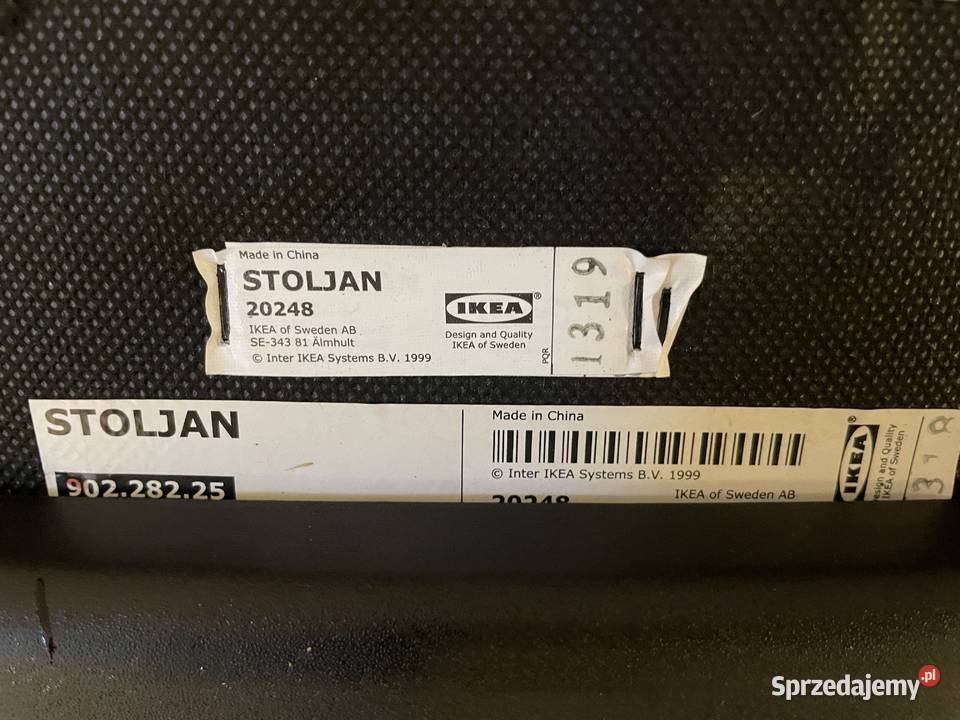 Made in China
STOLJAN
20248
IKEA of Sweden AB
SE-343 81 Älmhult
© Inter IKEA Systems B.V. 1999
IKEA®
Design and Quality
IKEA of Sweden
PQR
1319
STOLJAN
902.282.25
Made in China
© Inter IKEA Systems B.V. 1999
20248
IKEA of Sweden AB
IKEA®
Design and Quality
IKEA of Sweden
Sprzedajemy.pl